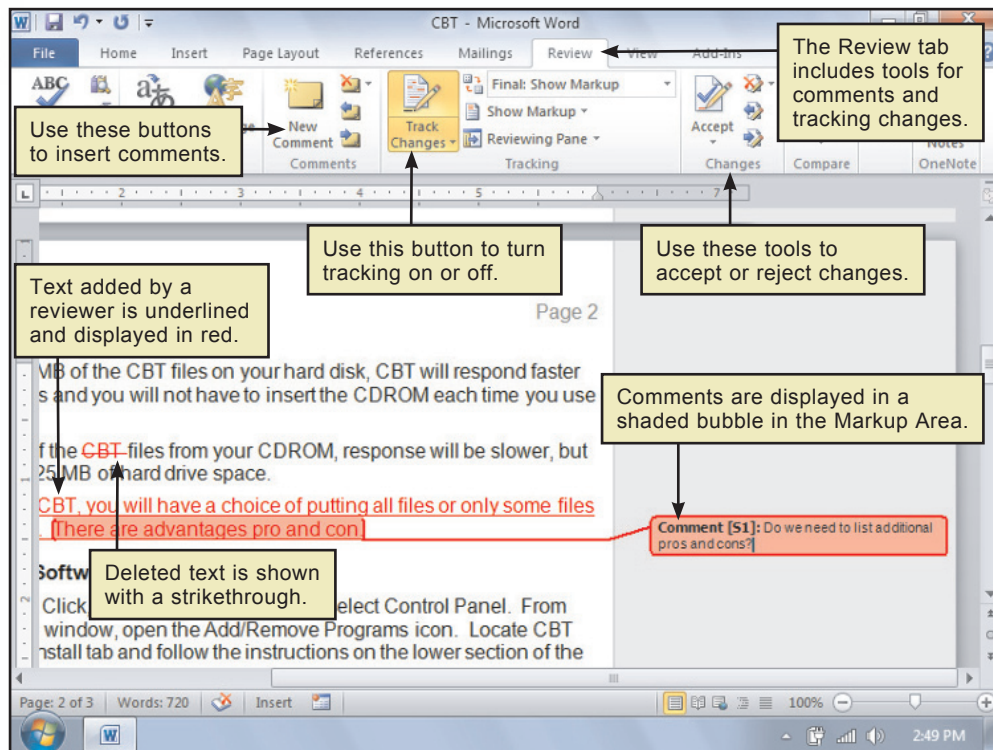 CBT - Microsoft Word
File Home Insert Page Layout References Mailings Review View Add-Ins
The Review tab
includes tools for
comments and
tracking changes.
ABC
Use these buttons
to insert comments.
New
Comment
Comments
Track
Changes
Final: Show Markup
Show Markup
Reviewing Pane
Tracking
Accept
Changes
Compare
Notes
OneNote
2 3 4 5 7
Use this button to turn
tracking on or off.
Use these tools to
accept or reject changes.
Text added by a
reviewer is underlined
and displayed in red.
Page 2
MB of the CBT files on your hard disk, CBT will respond faster
s and you will not have to insert the CDROM each time you use
Comments are displayed in a
shaded bubble in the Markup Area.
f the CBT files from your CDROM, response will be slower, but
25 MB of hard drive space.
CBT, you will have a choice of putting all files or only some files
. There are advantages pro and con.
Comment [S1]: Do we need to list additional
pros and cons?
Softw
Deleted text is shown
with a strikethrough.
Click elect Control Panel. From
window, open the Add/Remove Programs icon. Locate CBT
nstall tab and follow the instructions on the lower section of the
Page: 2 of 3 Words: 720 Insert 100%
2:49 PM